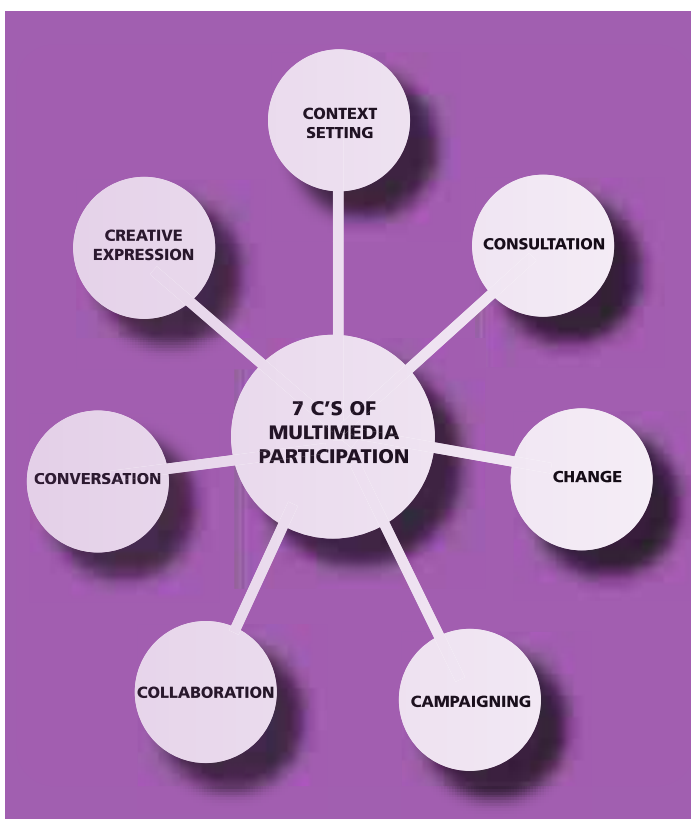 CONTEXT
SETTING
CREATIVE
EXPRESSION
CONSULTATION
7 C’S OF
MULTIMEDIA
PARTICIPATION
CONVERSATION
CHANGE
COLLABORATION
CAMPAIGNING